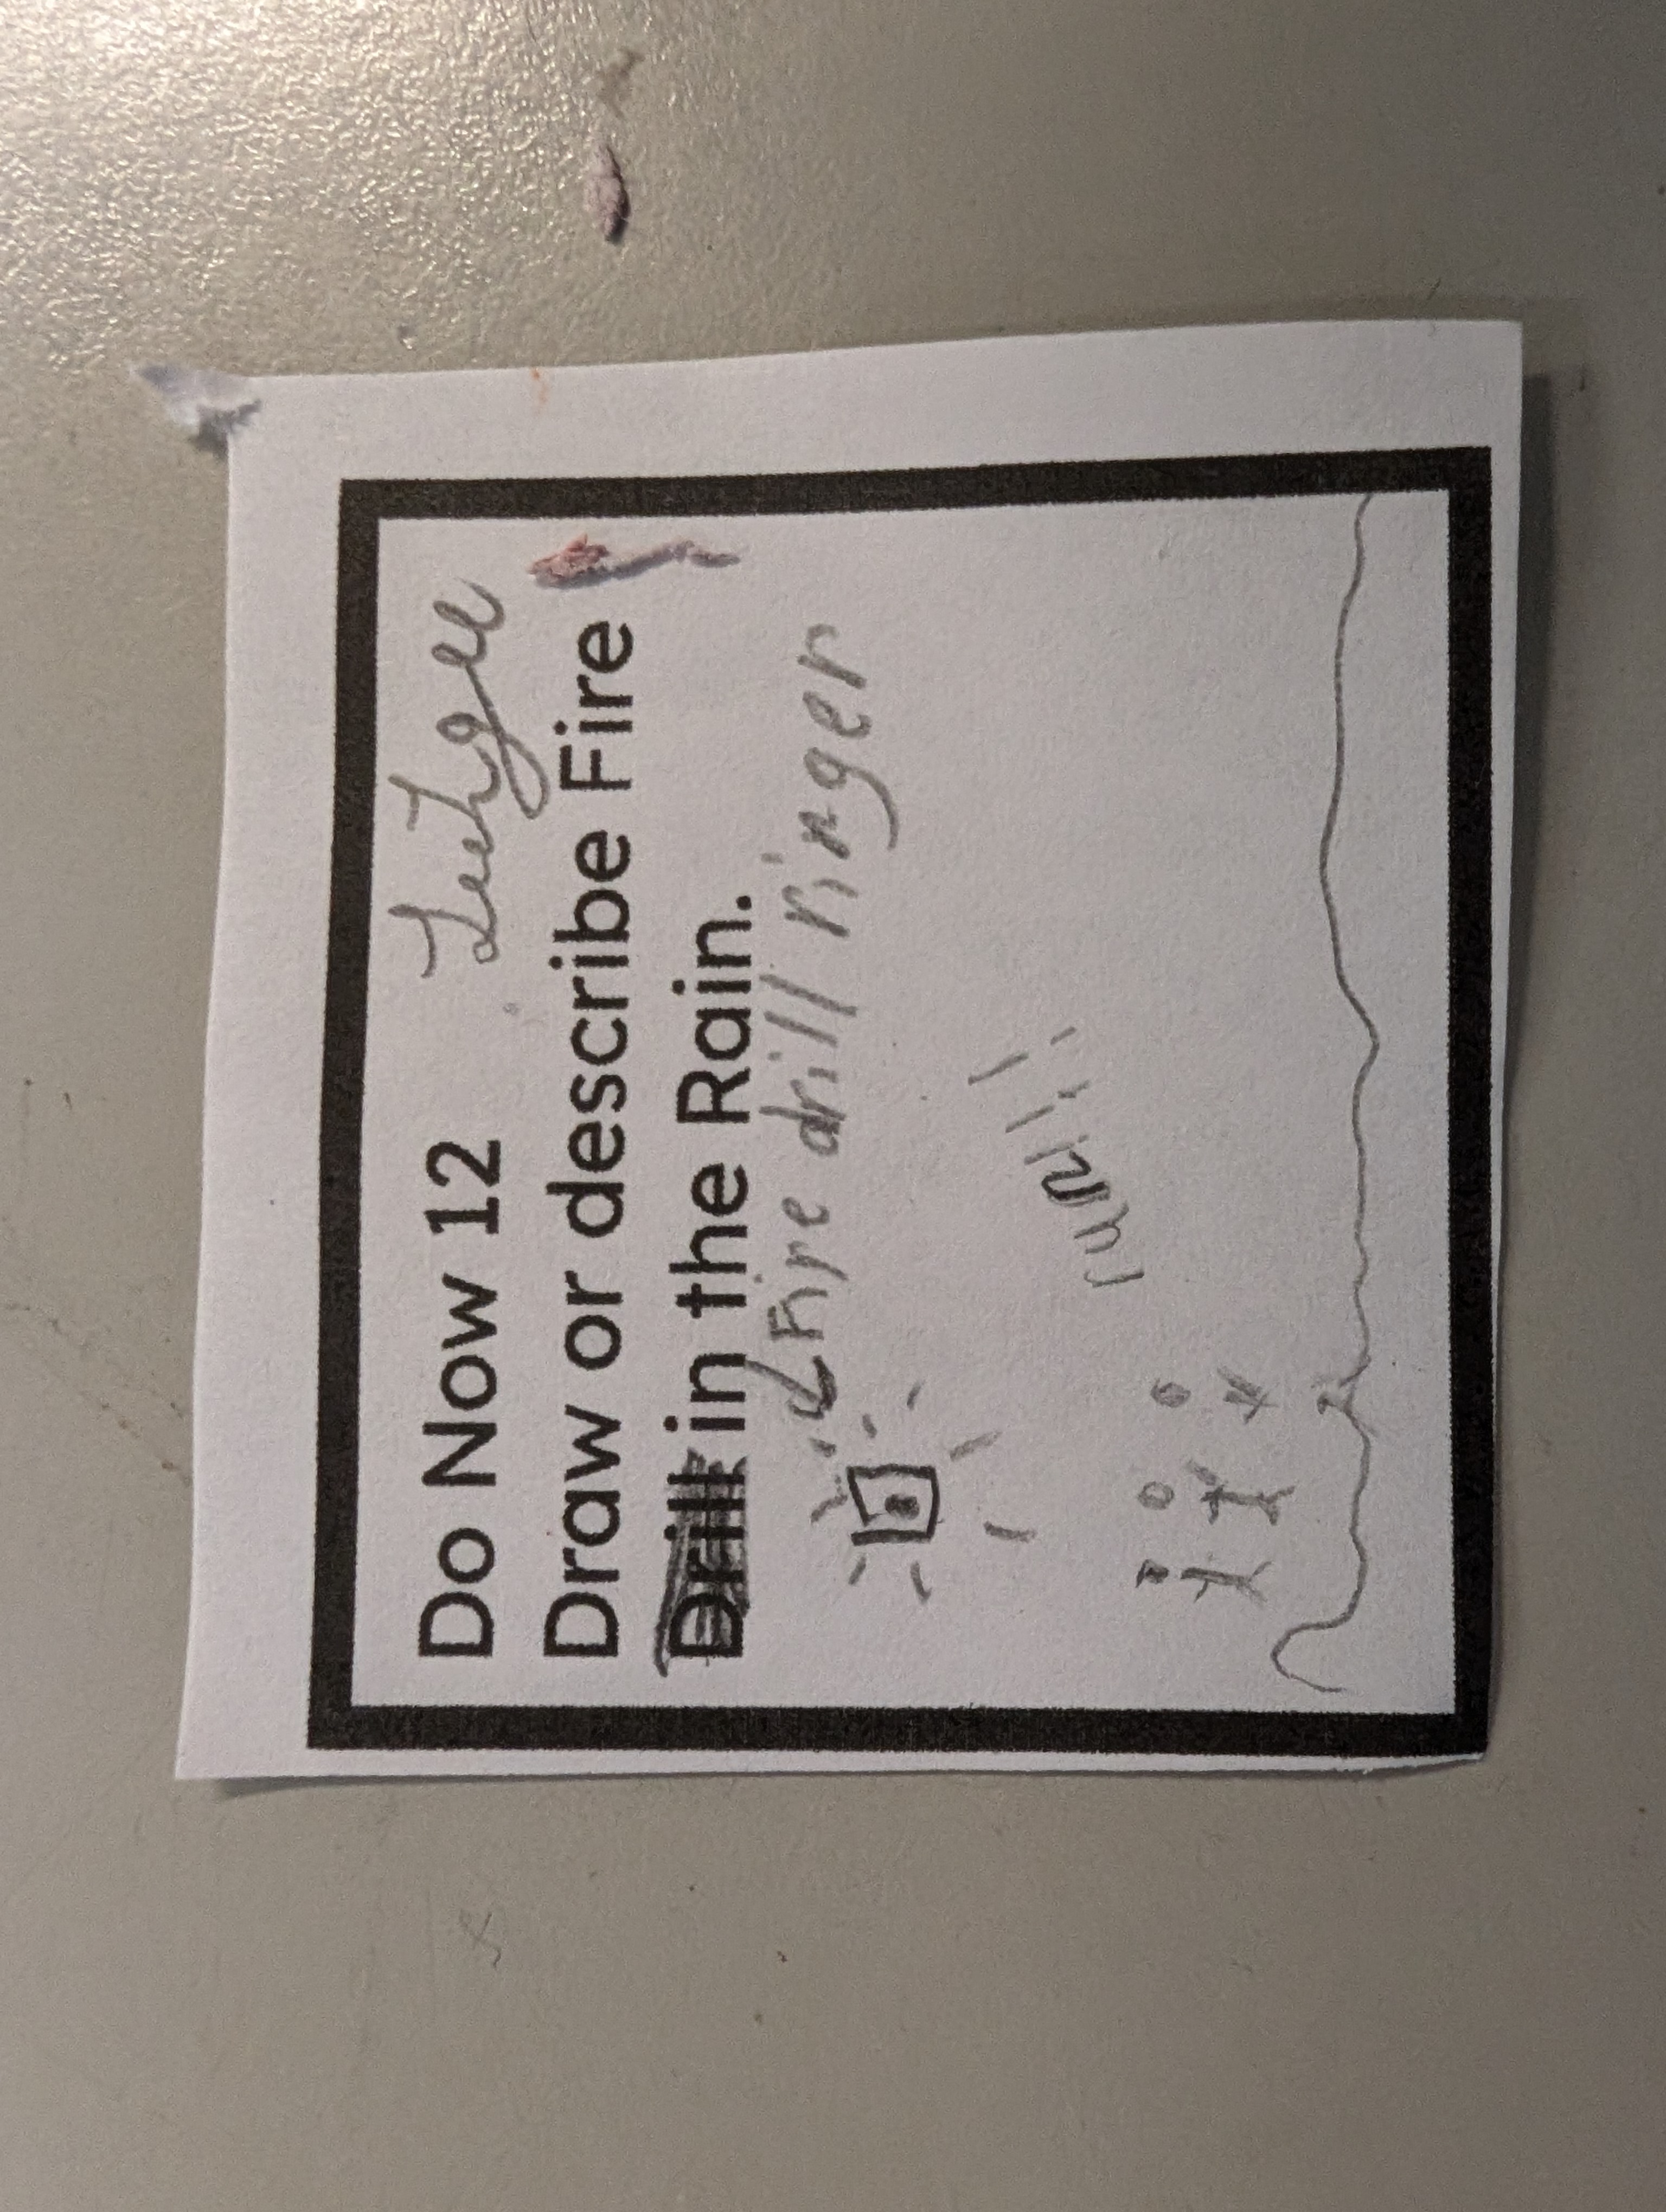 Do Now 12
Draw or describe Fire
Drill in the Rain.
Fire drill ringer